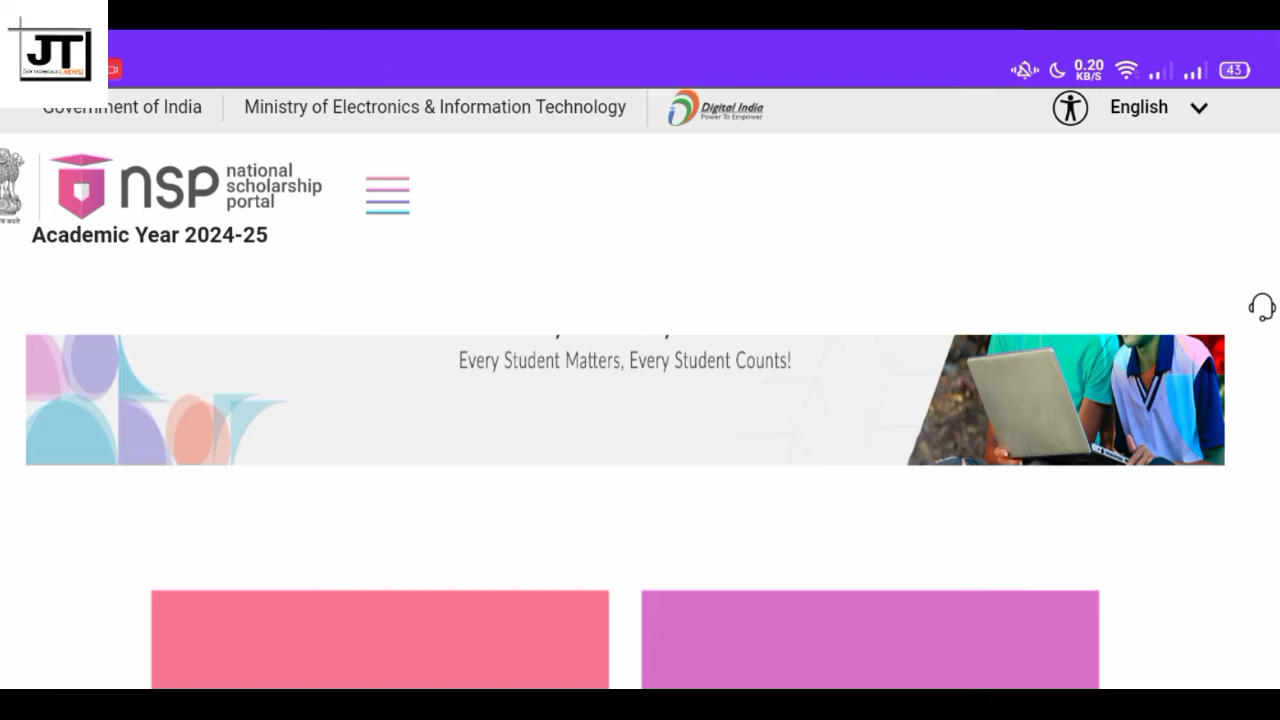 JT
NEWS
0.20
KB/S
43
Government of India
Ministry of Electronics & Information Technology
Digital India
Power To Empower
English
nsp
national
scholarship
portal
Academic Year 2024-25
Every Student Matters, Every Student Counts!